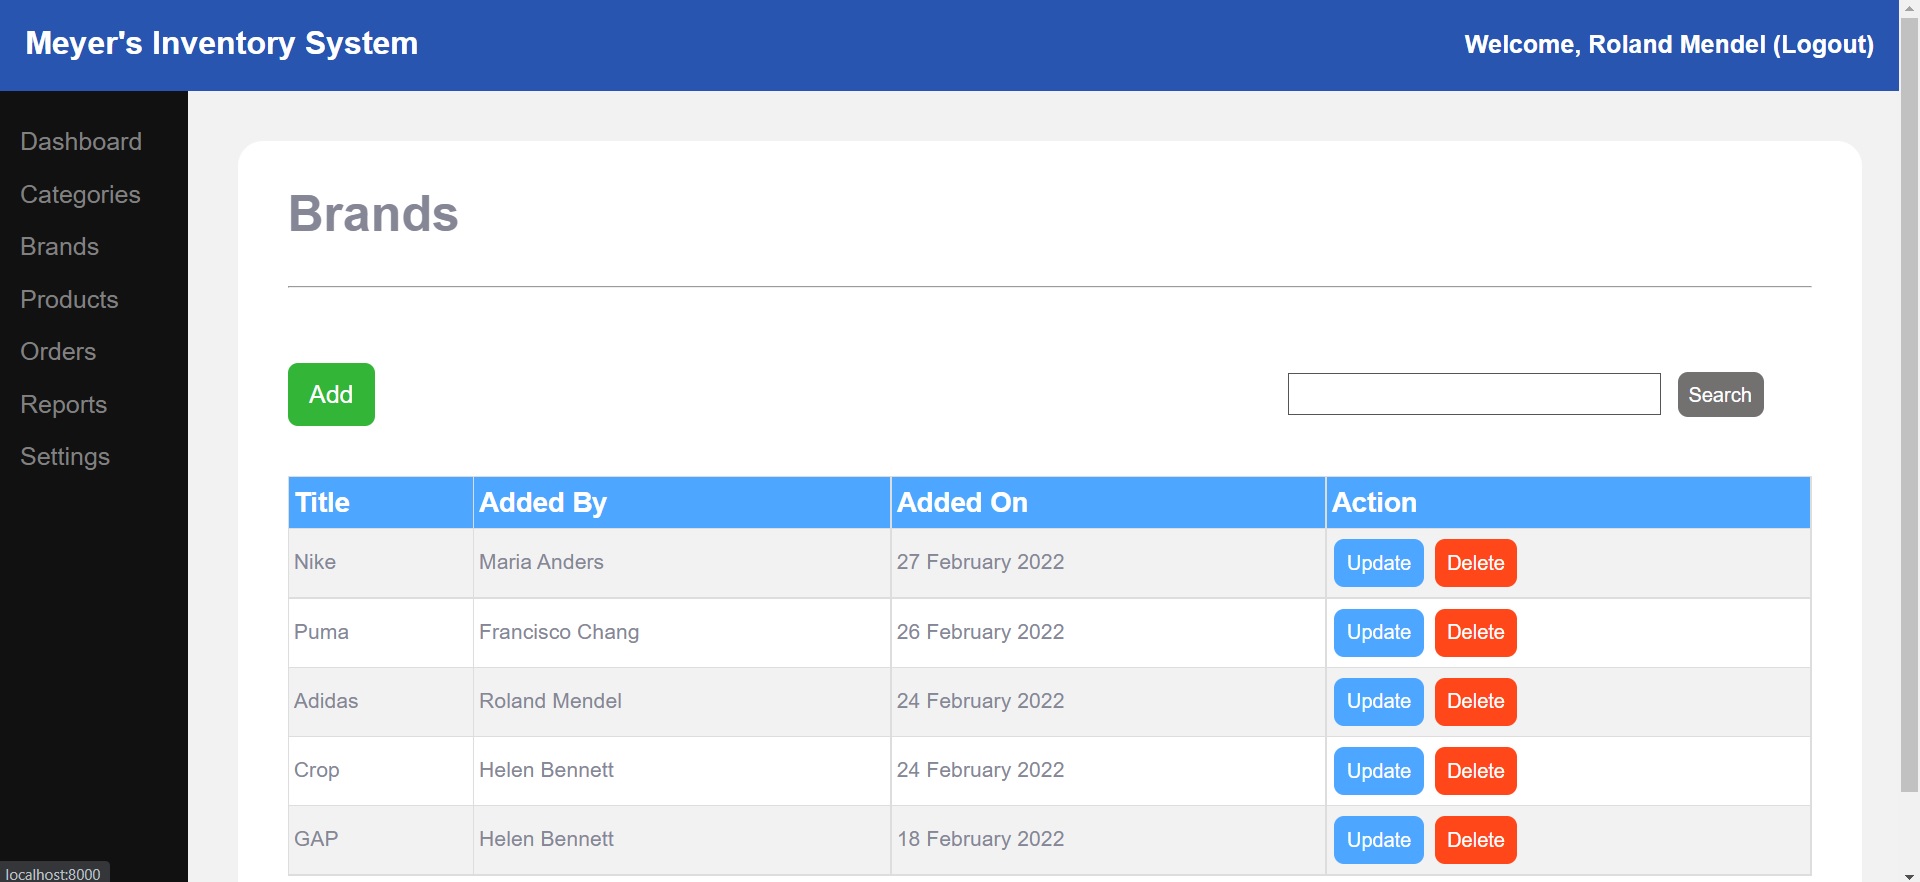 Meyer's Inventory System
Welcome, Roland Mendel (Logout)
Dashboard
Categories
Brands
Products
Orders
Reports
Settings
Brands
Add
Search
Title Added By Added On Action
Nike Maria Anders 27 February 2022 Update Delete
Puma Francisco Chang 26 February 2022 Update Delete
Adidas Roland Mendel 24 February 2022 Update Delete
Crop Helen Bennett 24 February 2022 Update Delete
GAP Helen Bennett 18 February 2022 Update Delete
localhost:8000